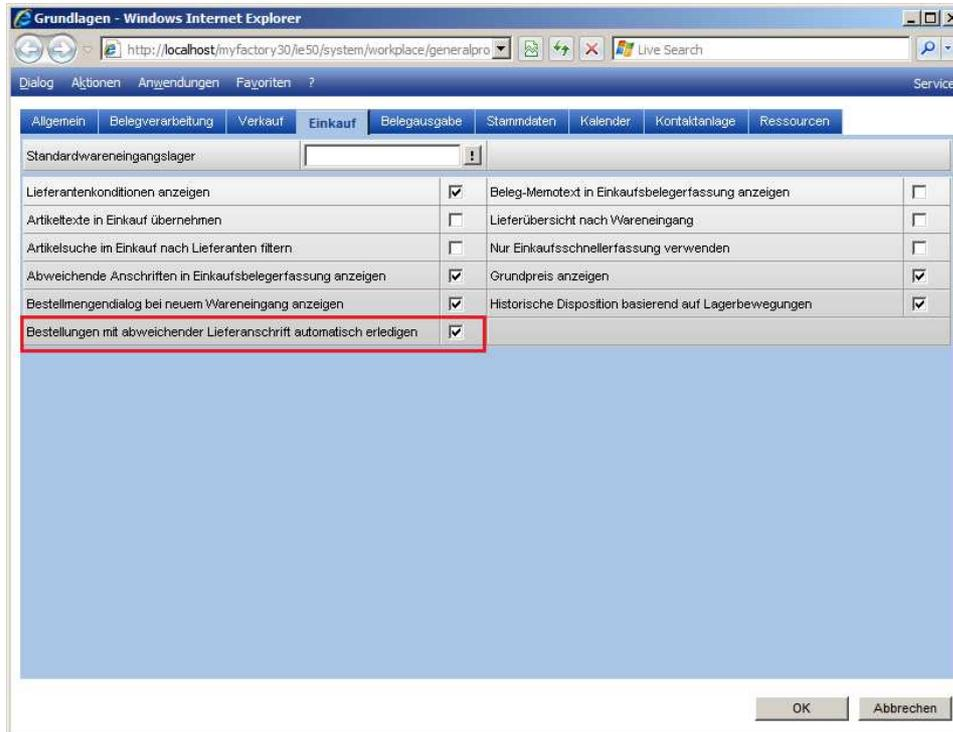 Grundlagen - Windows Internet Explorer
http://localhost/myfactory30/ie50/system/workplace/generalpro
Live Search
Dialog Aktionen Anwendungen Favoriten ? Service
Allgemein Belegverarbeitung Verkauf Einkauf Belegausgabe Stammdaten Kalender Kontaktanlage Ressourcen
Standardwareneingangslager !
Lieferantenkonditionen anzeigen Beleg-Memotext in Einkaufsbelegerfassung anzeigen
Artikeltexte in Einkauf übernehmen Lieferübersicht nach Wareneingang
Artikelsuche im Einkauf nach Lieferanten filtern Nur Einkaufsschnellerfassung verwenden
Abweichende Anschriften in Einkaufsbelegerfassung anzeigen Grundpreis anzeigen
Bestellmengendialog bei neuem Wareneingang anzeigen Historische Disposition basierend auf Lagerbewegungen
Bestellungen mit abweichender Lieferanschrift automatisch erledigen
OK Abbrechen